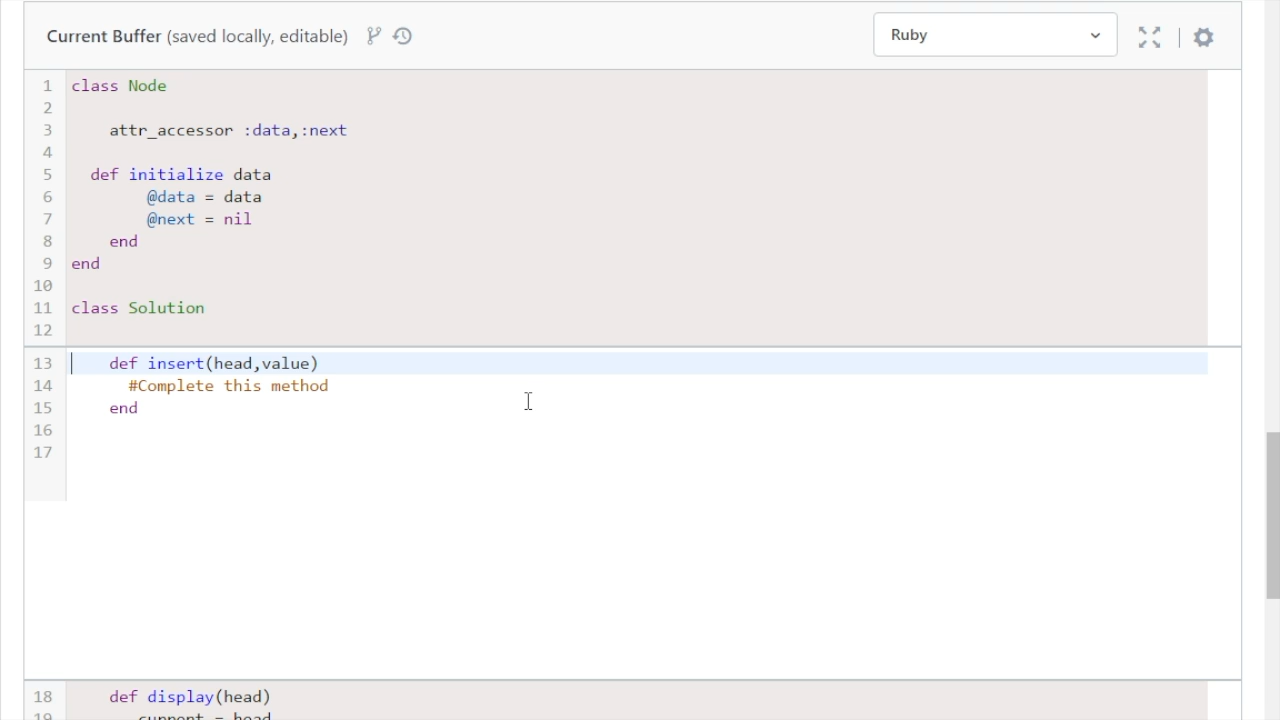 Current Buffer (saved locally, editable)
Ruby
1 class Node
2
3 attr_accessor :data,:next
4
5 def initialize data
6 @data = data
7 @next = nil
8 end
9 end
10
11 class Solution
12
13 def insert(head,value)
14 #Complete this method
15 end
16
17
18 def display(head)
19 current = head